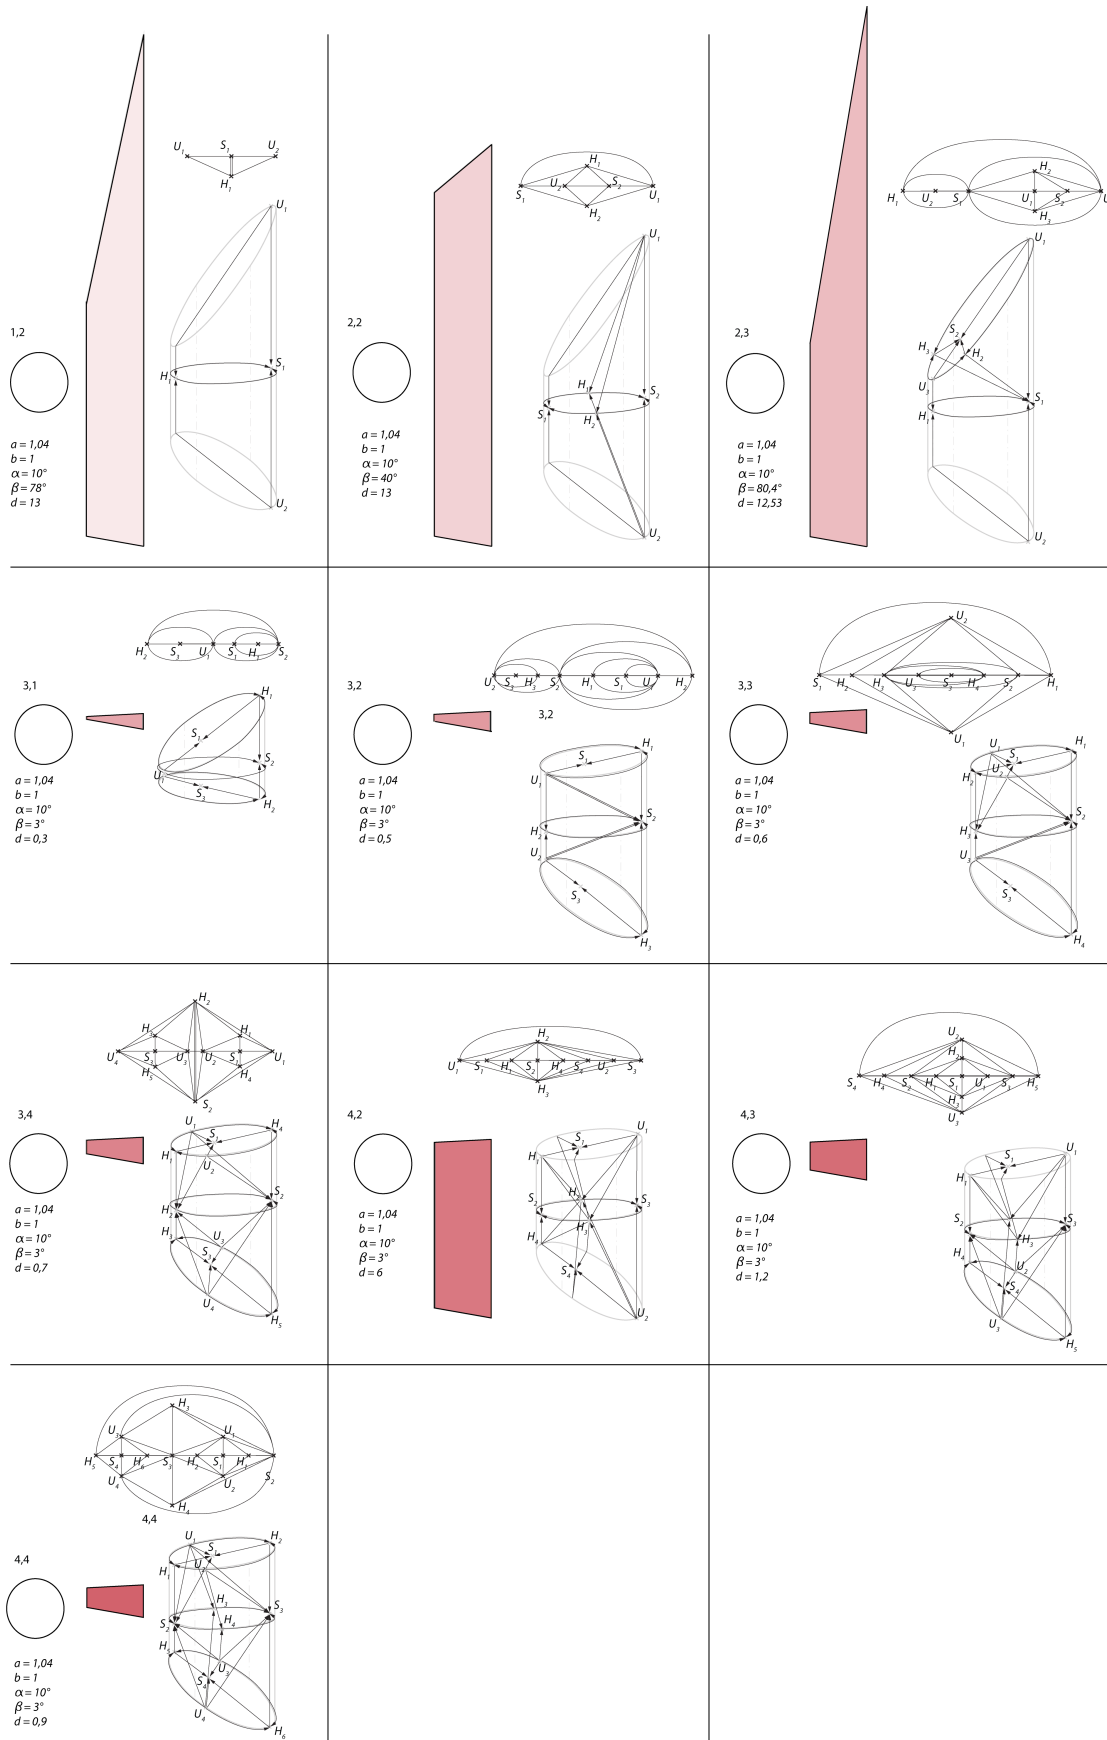 U₁ S₁ U₂
H₁
U₁
1,2
S₁
H₁
a = 1,04
b = 1
α = 10°
β = 78°
d = 13
U₂
H₁
U₂ S₂
S₁ U₁
H₂
U₁
2,2
H₁ S₂
S₁ H₂
a = 1,04
b = 1
α = 10°
β = 40°
d = 13
U₂
H₂
H₁ U₂ S₁ U₁ S₂ U
H₃
U₁
2,3
S₂
H₃ H₂
U₃
S₁
H₁
a = 1,04
b = 1
α = 10°
β = 80,4°
d = 12,53
U₂
H₂ S₃ U₁ S₁ H₁ S₂
3,1
H₁
S₁
S₂
U₁
S₃
H₂
a = 1,04
b = 1
α = 10°
β = 3°
d = 0,3
U₂ S₃ H₃ S₂ H₁ S₁ U₁ H₂
3,2
3,2
H₁
S₁
U₁
S₂
H₂
U₂
S₃
H₃
a = 1,04
b = 1
α = 10°
β = 3°
d = 0,5
U₂
S₁ H₂ H₃ U₃ S₃ H₄ S₂ H₁
U₁
3,3
U₁ S₁ H₁
H₂ U₂
S₂
H₃
U₃
S₃
H₄
a = 1,04
b = 1
α = 10°
β = 3°
d = 0,6
H₂
U₄ S₃ U₃ U₂ S₁ U₁
H₅ H₄
S₂
3,4
U₁ S₁ H₄
H₁ U₂
S₂
H₂
H₃ U₃
S₃
U₄
H₅
a = 1,04
b = 1
α = 10°
β = 3°
d = 0,7
H₂
U₁ S₁ H₁ S₂ H₄ S₄ U₂ S₃
H₃
4,2
U₁
S₁
H₁
H₂
S₂ S₃
H₃
H₄
S₄
U₂
a = 1,04
b = 1
α = 10°
β = 3°
d = 6
U₂
H₂
S₄ H₄ S₂ H₁ S₁ U₁ S₃ H₅
H₃
U₃
4,3
U₁
S₁
H₁
S₂ S₃
H₃
H₄ U₂
S₄
U₃
H₅
a = 1,04
b = 1
α = 10°
β = 3°
d = 1,2
H₃
U₃ U₁
H₅ S₄ H₆ S₃ H₂ S₁ H₁
S₂
U₄ U₂
H₄
4,4
4,4
U₁ S₁ H₂
H₁ U₂
H₃ S₃
S₂ H₄
H₅ U₃
S₄
U₄
H₆
a = 1,04
b = 1
α = 10°
β = 3°
d = 0,9